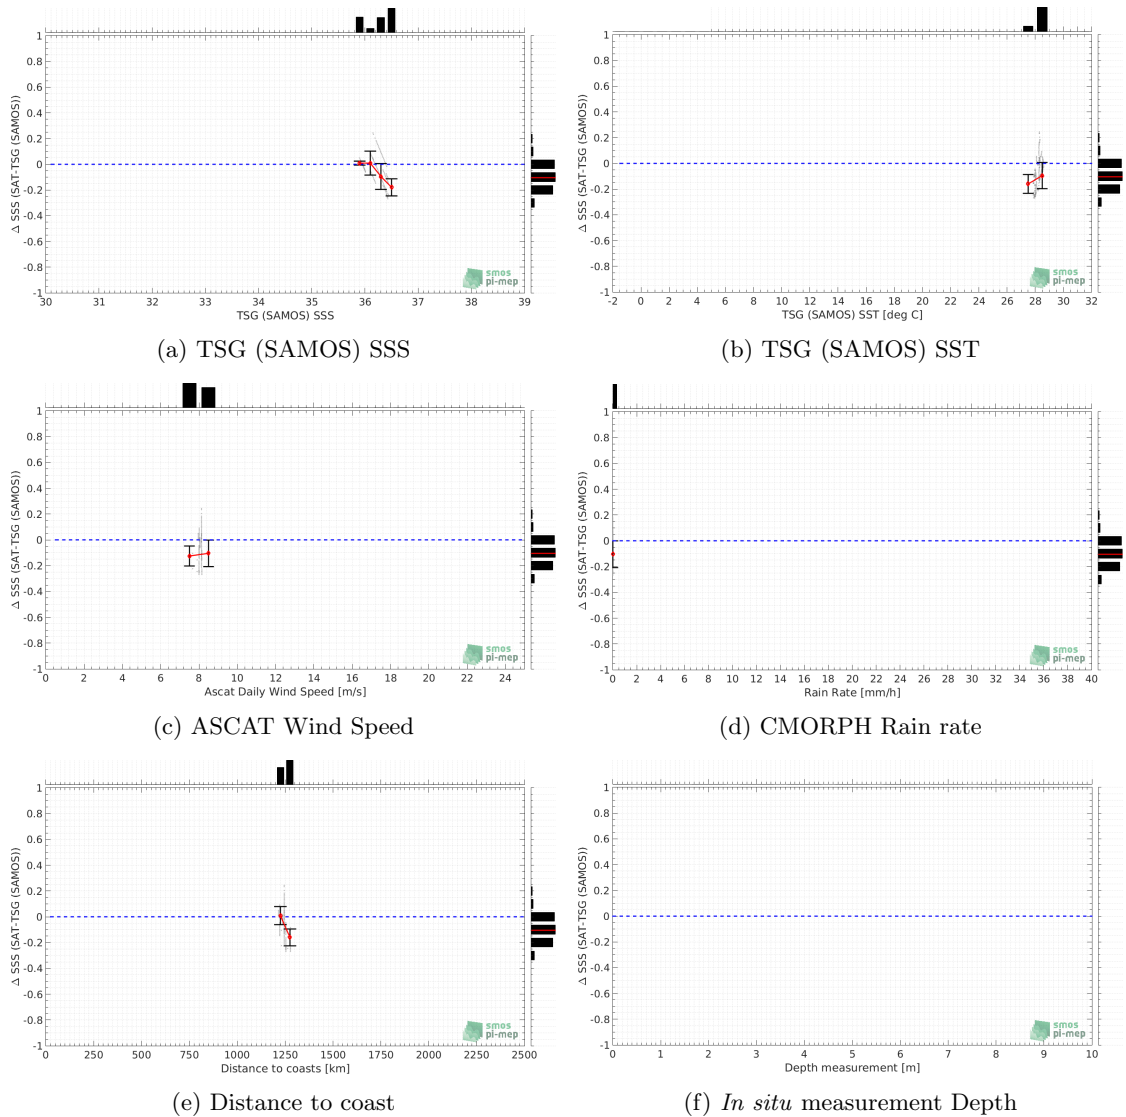 Δ SSS (SAT-TSG (SAMOS))
1
0.8
0.6
0.4
0.2
0
-0.2
-0.4
-0.6
-0.8
-1
30 31 32 33 34 35 36 37 38 39
TSG (SAMOS) SSS
smos
pi-mep
(a) TSG (SAMOS) SSS
Δ SSS (SAT-TSG (SAMOS))
1
0.8
0.6
0.4
0.2
0
-0.2
-0.4
-0.6
-0.8
-1
-2 0 2 4 6 8 10 12 14 16 18 20 22 24 26 28 30 32
TSG (SAMOS) SST [deg C]
smos
pi-mep
(b) TSG (SAMOS) SST
Δ SSS (SAT-TSG (SAMOS))
1
0.8
0.6
0.4
0.2
0
-0.2
-0.4
-0.6
-0.8
-1
0 2 4 6 8 10 12 14 16 18 20 22 24
Ascat Daily Wind Speed [m/s]
smos
pi-mep
(c) ASCAT Wind Speed
Δ SSS (SAT-TSG (SAMOS))
1
0.8
0.6
0.4
0.2
0
-0.2
-0.4
-0.6
-0.8
-1
0 2 4 6 8 10 12 14 16 18 20 22 24 26 28 30 32 34 36 38 40
Rain Rate [mm/h]
smos
pi-mep
(d) CMORPH Rain rate
Δ SSS (SAT-TSG (SAMOS))
1
0.8
0.6
0.4
0.2
0
-0.2
-0.4
-0.6
-0.8
-1
0 250 500 750 1000 1250 1500 1750 2000 2250 2500
Distance to coasts [km]
smos
pi-mep
(e) Distance to coast
Δ SSS (SAT-TSG (SAMOS))
1
0.8
0.6
0.4
0.2
0
-0.2
-0.4
-0.6
-0.8
-1
0 1 2 3 4 5 6 7 8 9 10
Depth measurement [m]
smos
pi-mep
(f) In situ measurement Depth